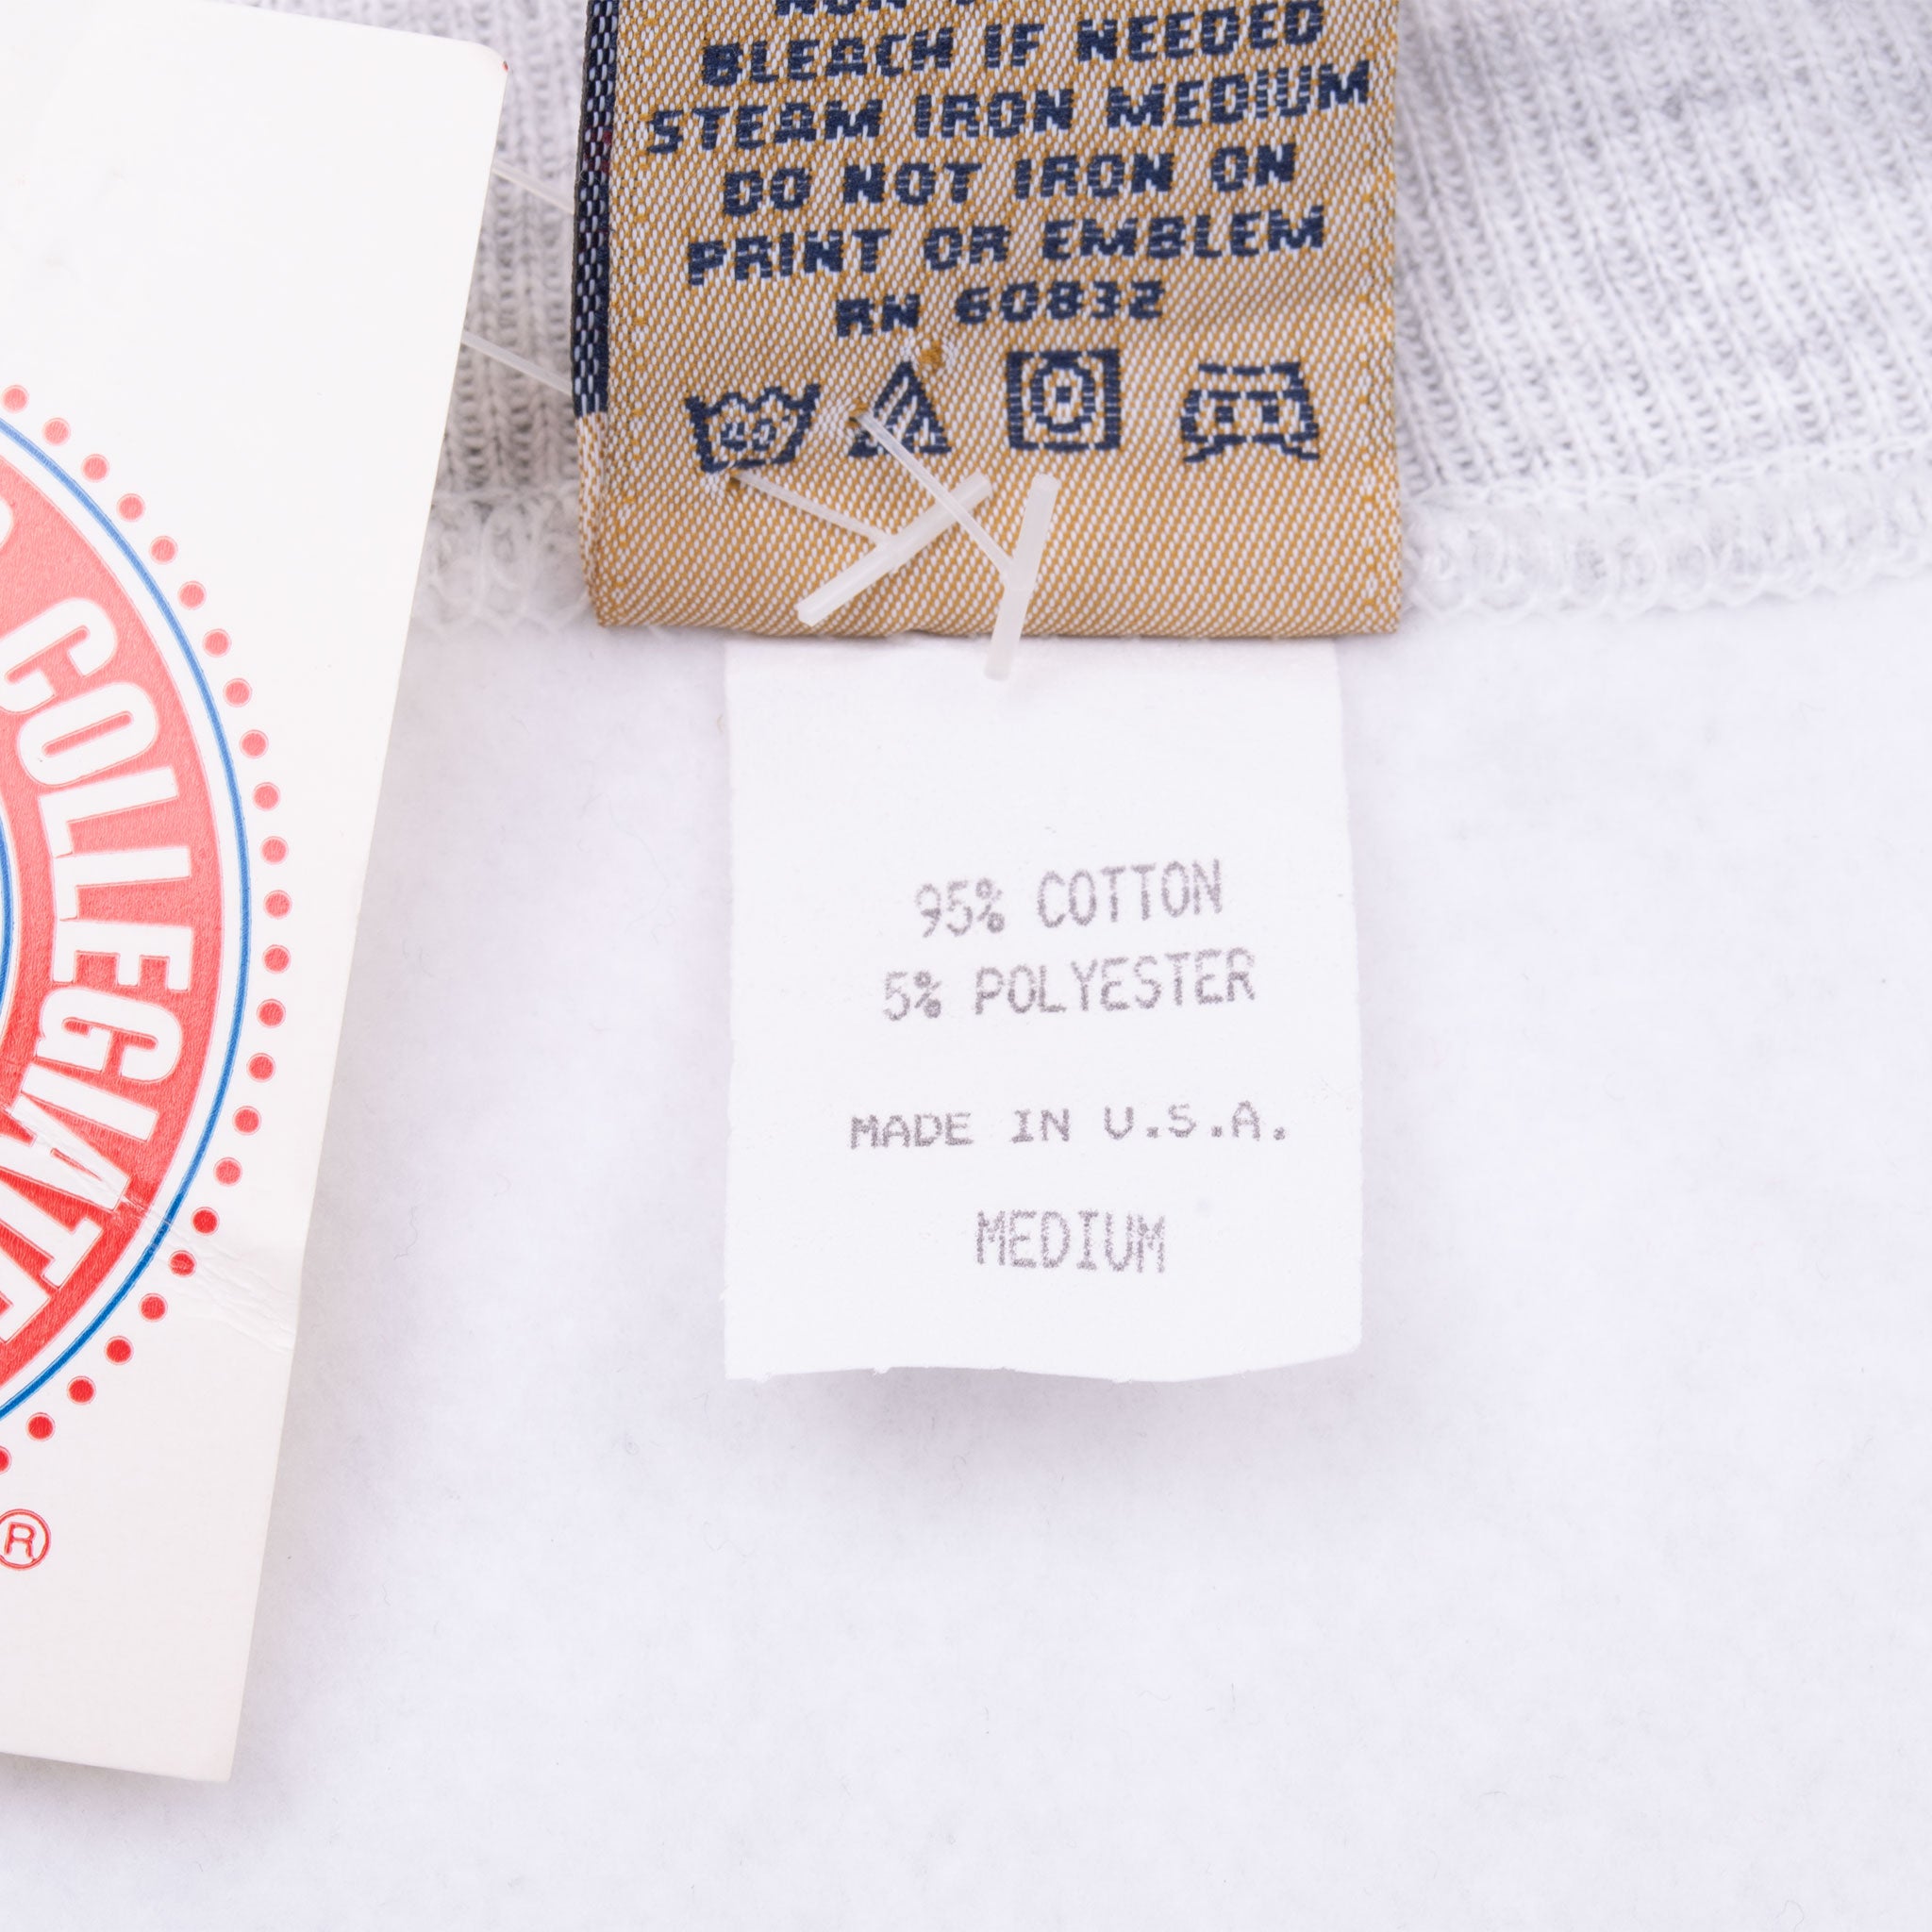 BLEACH IF NEEDED
STEAM IRON MEDIUM
DO NOT IRON ON
PRINT OR EMBLEM
RN 60832
95% COTTON
5% POLYESTER
MADE IN U.S.A.
MEDIUM
COLLEGIATE
®